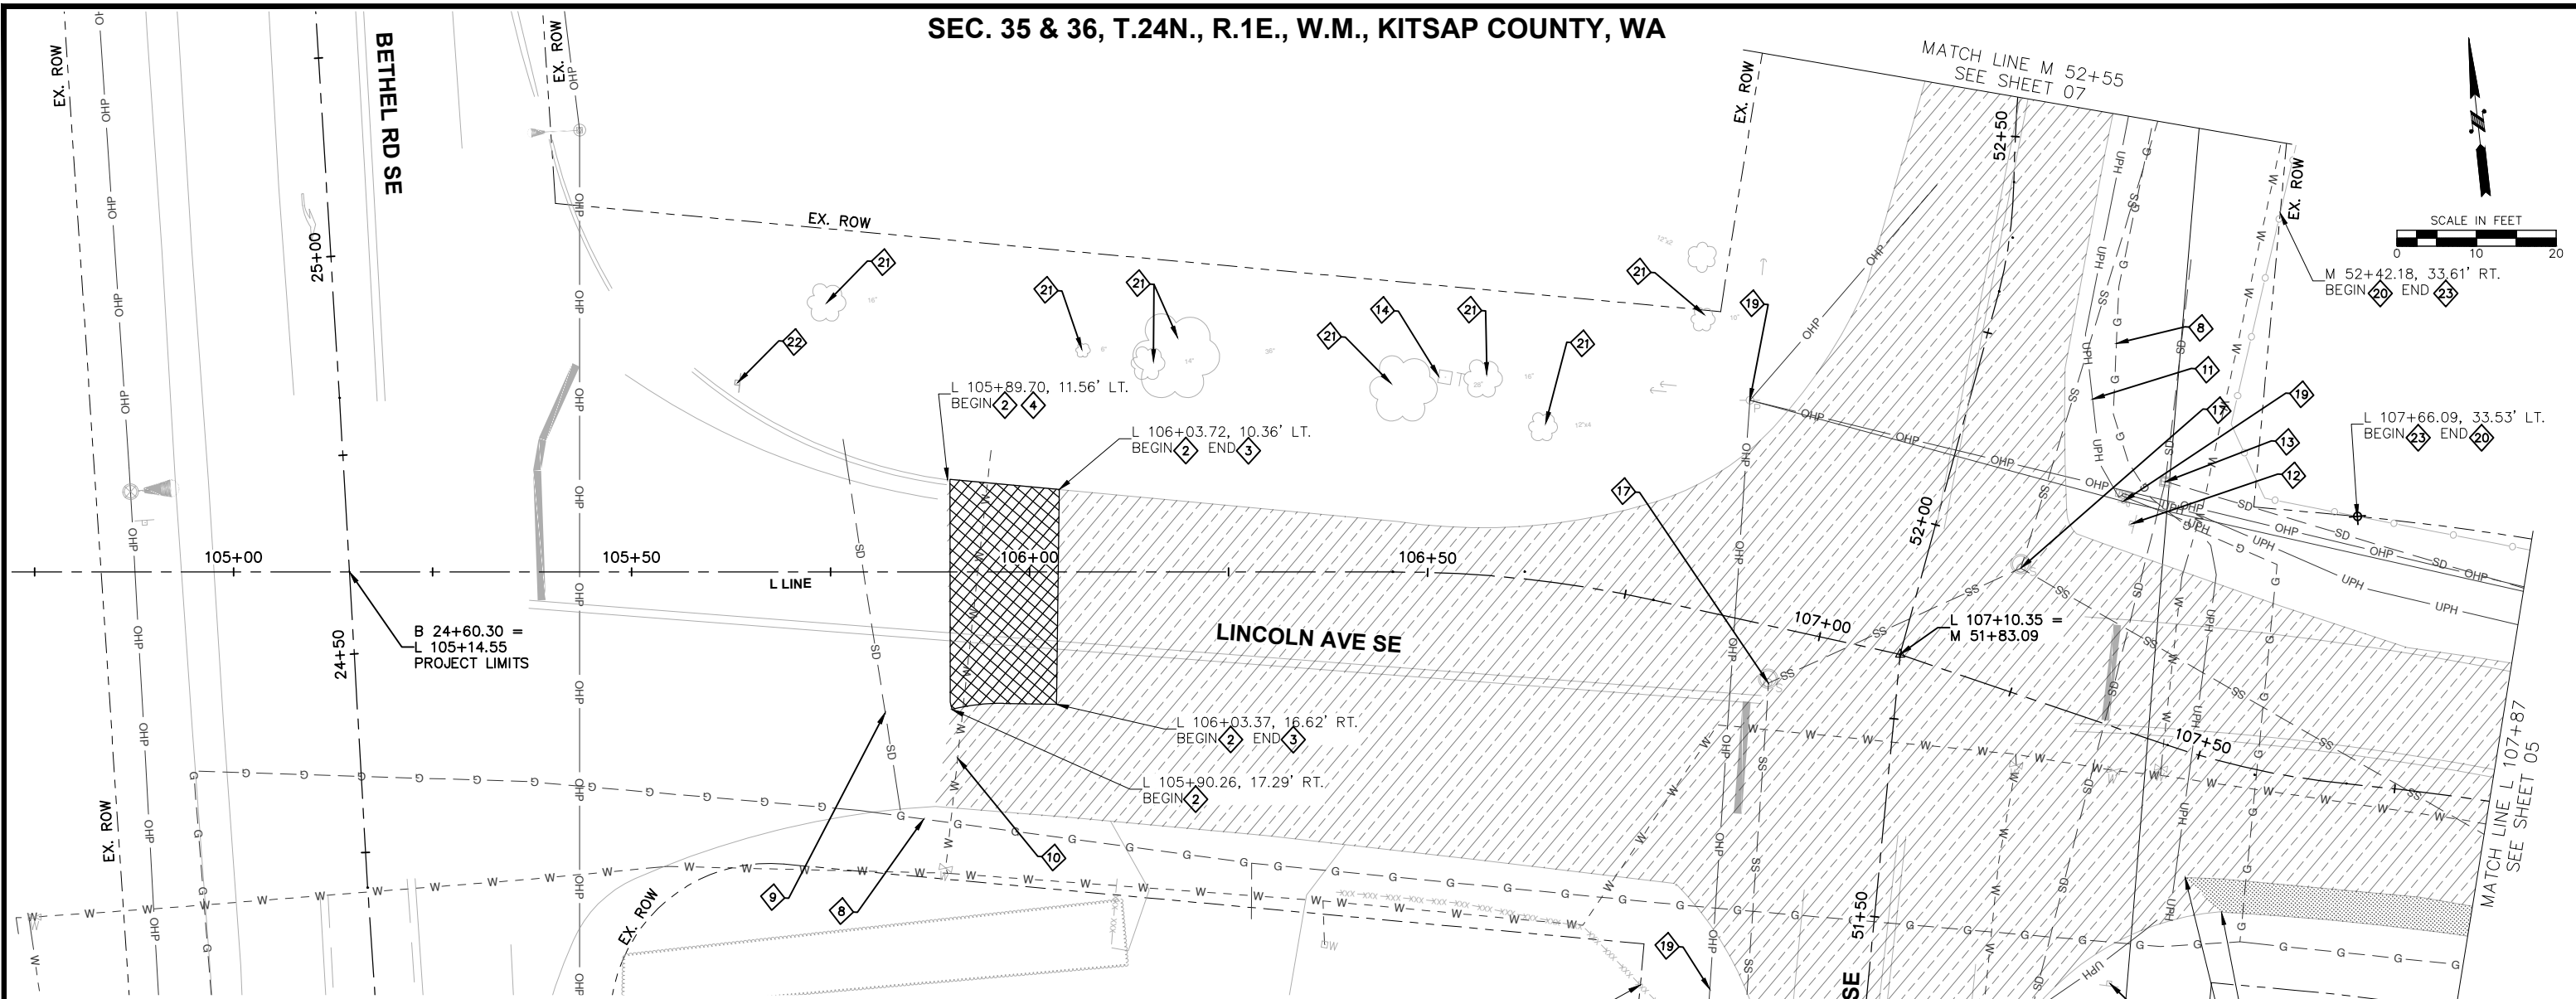 SEC. 35 & 36, T.24N., R.1E., W.M., KITSAP COUNTY, WA
EX. ROW
BETHEL RD SE
EX. ROW
EX. ROW
EX. ROW
MATCH LINE M 52+55
SEE SHEET 07
52+50
EX. ROW
SCALE IN FEET
0 10 20
M 52+42.18, 33.61' RT.
BEGIN 20 END 23
25+00
21
21
21
14
21
21
19
22
21
21
8
11
19
17
13
12
L 105+89.70, 11.56' LT.
BEGIN 2 4
L 106+03.72, 10.36' LT.
BEGIN 2 END 3
L 107+66.09, 33.53' LT.
BEGIN 23 END 20
17
52+00
105+00
105+50
106+00
106+50
L LINE
107+00
LINCOLN AVE SE
B 24+60.30 =
L 105+14.55
PROJECT LIMITS
24+50
L 107+10.35 =
M 51+83.09
L 106+03.37, 16.62' RT.
BEGIN 2 END 3
L 105+90.26, 17.29' RT.
BEGIN 2
107+50
MATCH LINE L 107+87
SEE SHEET 05
EX. ROW
EX. ROW
9
8
10
19
51+50
SE